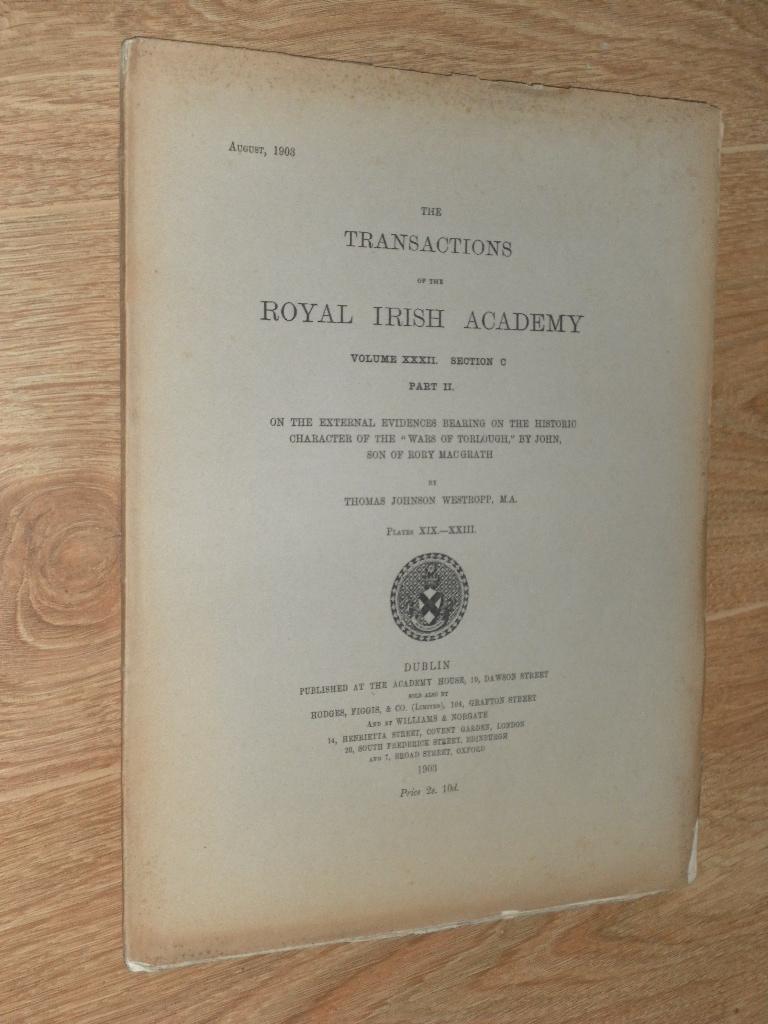 August, 1903
THE
TRANSACTIONS
OF THE
ROYAL IRISH ACADEMY
VOLUME XXXII. SECTION C
PART II.
ON THE EXTERNAL EVIDENCES BEARING ON THE HISTORIC
CHARACTER OF THE "WARS OF TORLOUGH," BY JOHN,
SON OF RORY MACGRATH
BY
THOMAS JOHNSON WESTROPP, M.A.
Plates XIX.—XXIII.
DUBLIN
PUBLISHED AT THE ACADEMY HOUSE, 19, DAWSON STREET
SOLD ALSO BY
HODGES, FIGGIS, & CO. (Limited), 104, GRAFTON STREET
And by WILLIAMS & NORGATE
14, HENRIETTA STREET, COVENT GARDEN, LONDON
20, SOUTH FREDERICK STREET, EDINBURGH
AND 7, BROAD STREET, OXFORD
1903
Price 2s. 10d.